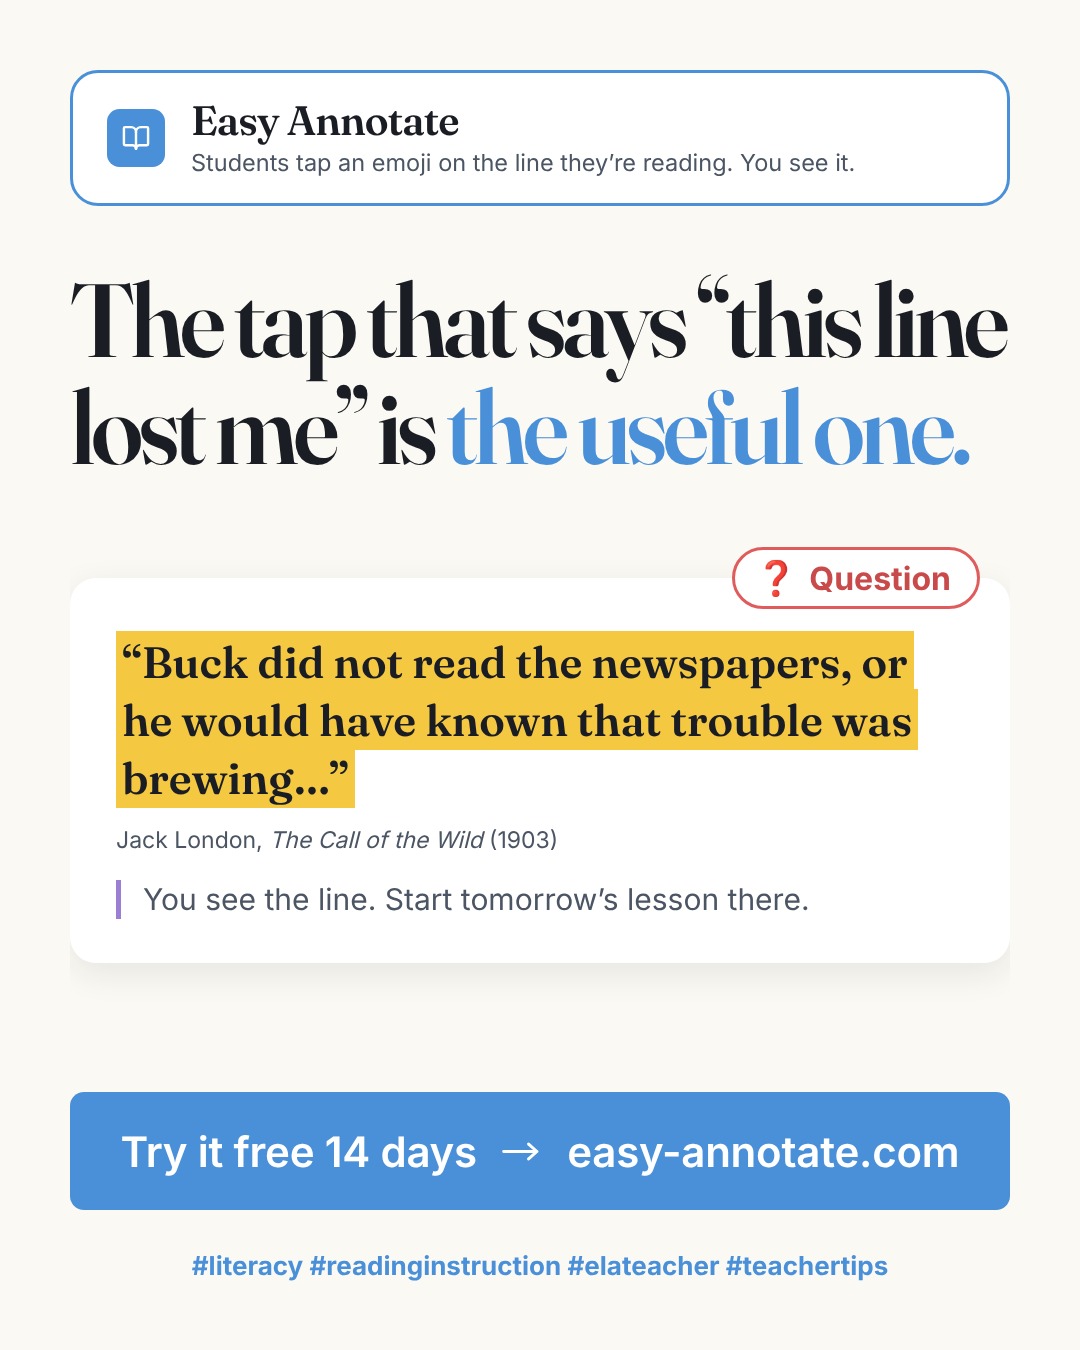 Easy Annotate
Students tap an emoji on the line they’re reading. You see it.
The tap that says “this line
lost me” is the useful one.
❓ Question
“Buck did not read the newspapers, or
he would have known that trouble was
brewing…”
Jack London, The Call of the Wild (1903)
You see the line. Start tomorrow’s lesson there.
Try it free 14 days → easy-annotate.com
#literacy #readinginstruction #elateacher #teachertips